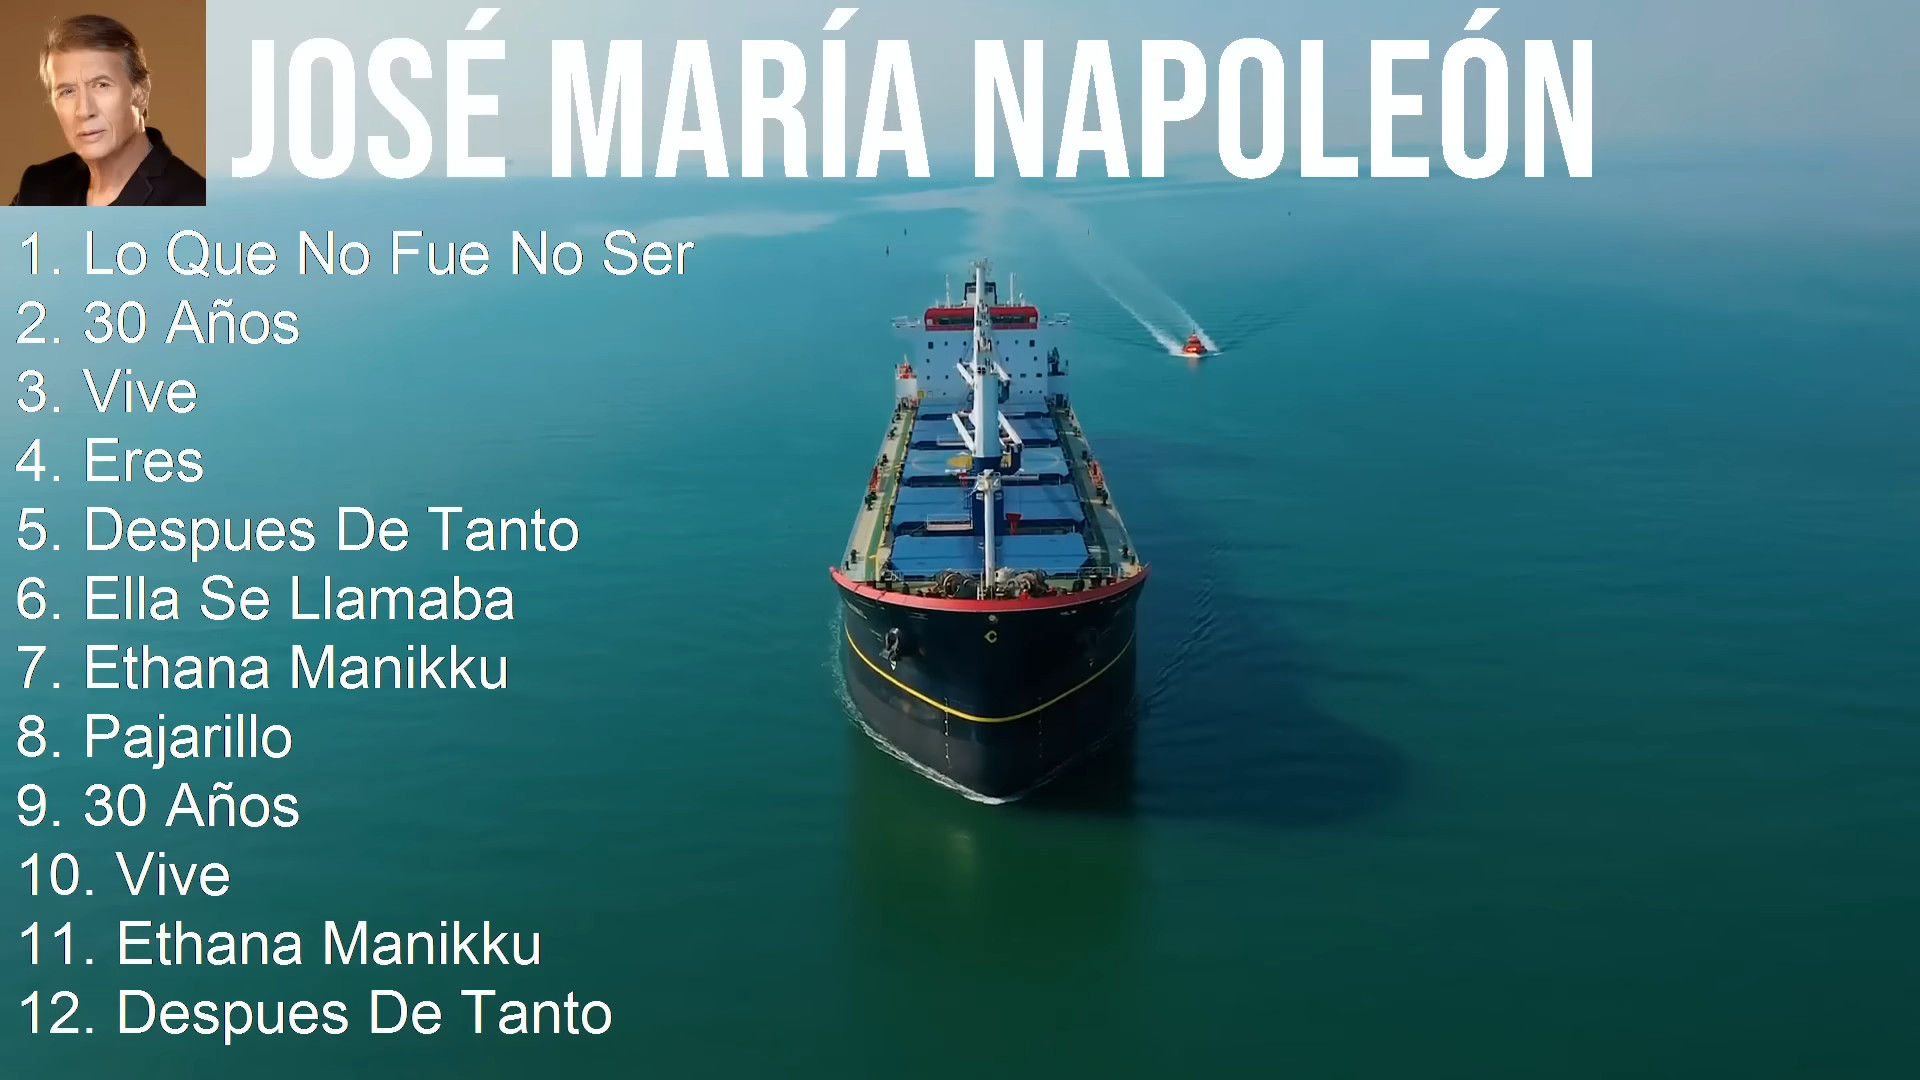 JOSÉ MARÍA NAPOLEÓN
1. Lo Que No Fue No Ser
2. 30 Años
3. Vive
4. Eres
5. Despues De Tanto
6. Ella Se Llamaba
7. Ethana Manikku
8. Pajarillo
9. 30 Años
10. Vive
11. Ethana Manikku
12. Despues De Tanto